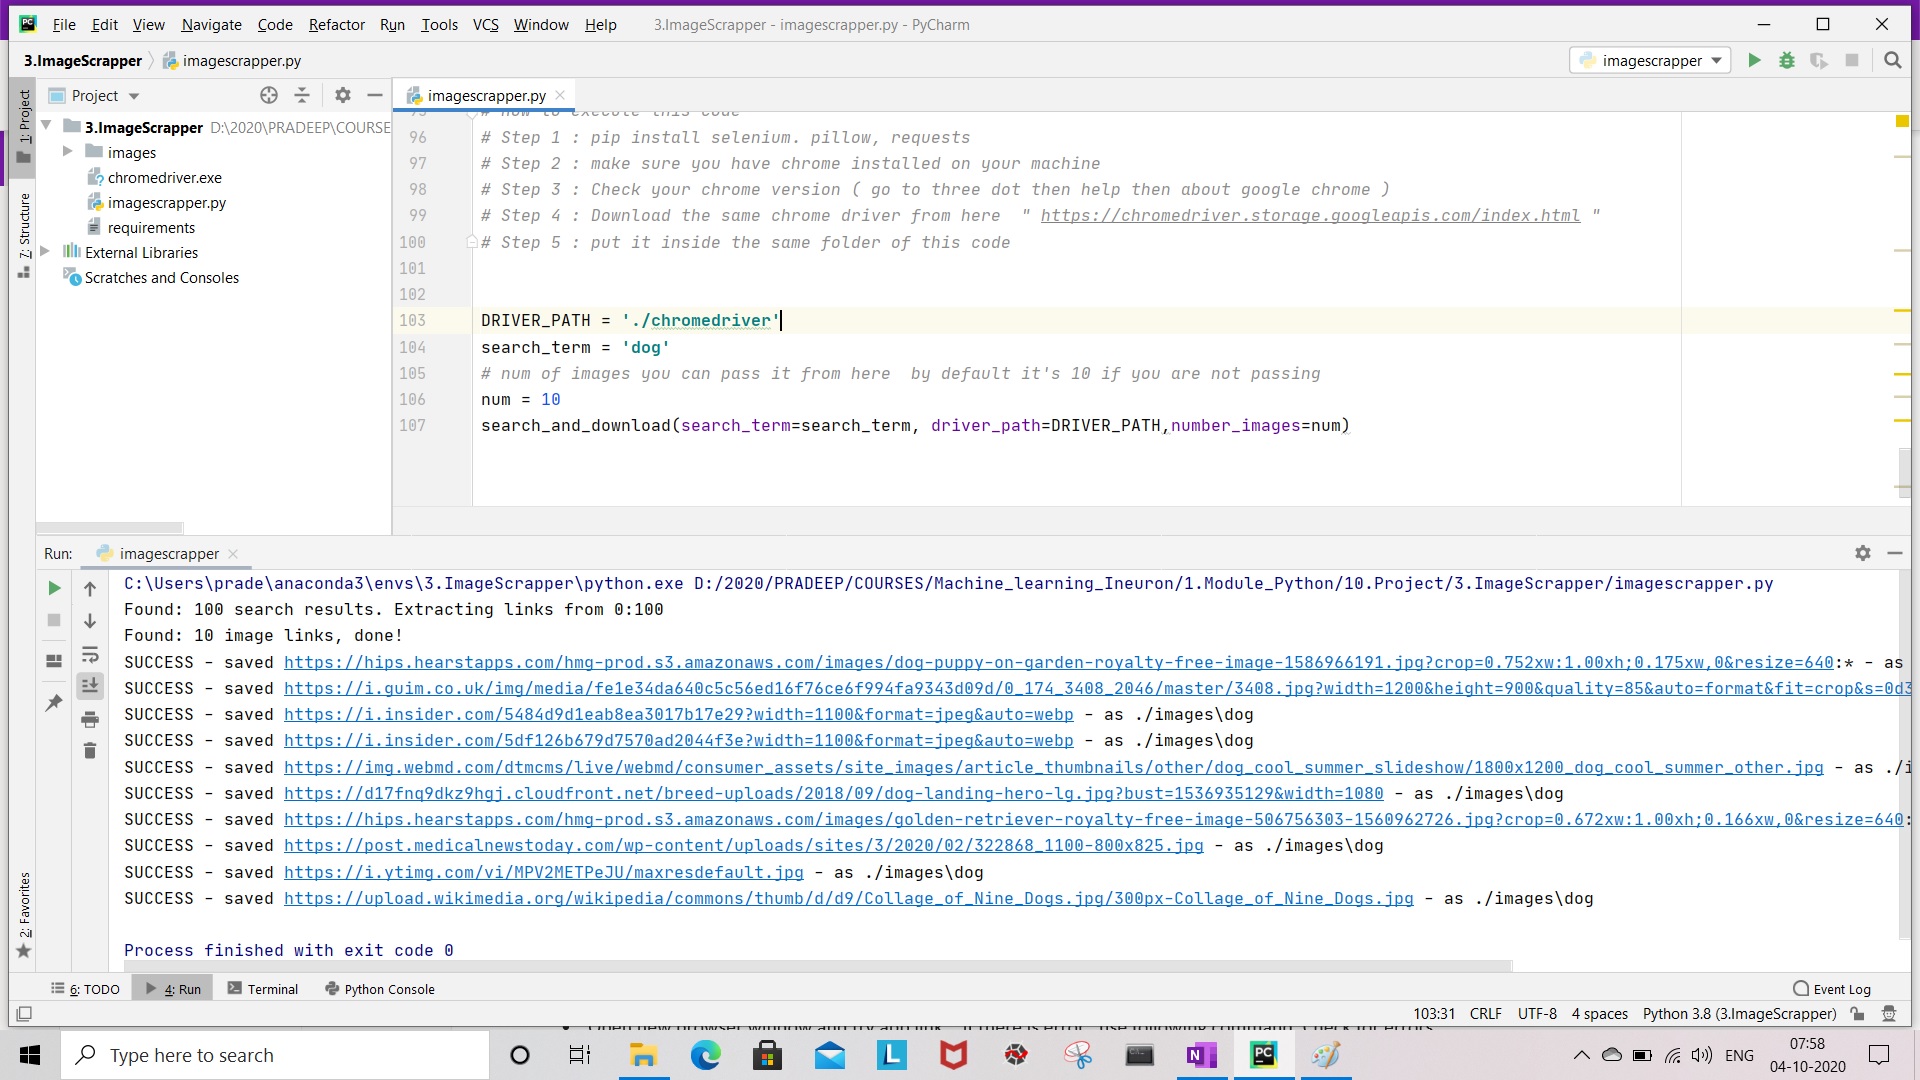 File Edit View Navigate Code Refactor Run Tools VCS Window Help 3.ImageScrapper - imagescrapper.py - PyCharm
3.ImageScrapper imagescrapper.py imagescrapper
Project
imagescrapper.py
1: Project
7: Structure
2: Favorites
3.ImageScrapper D:\2020\PRADEEP\COURSE
images
chromedriver.exe
imagescrapper.py
requirements
External Libraries
Scratches and Consoles
95 # how to execute this code
96 # Step 1 : pip install selenium. pillow, requests
97 # Step 2 : make sure you have chrome installed on your machine
98 # Step 3 : Check your chrome version ( go to three dot then help then about google chrome )
99 # Step 4 : Download the same chrome driver from here " https://chromedriver.storage.googleapis.com/index.html "
100 # Step 5 : put it inside the same folder of this code
101
102
103 DRIVER_PATH = './chromedriver'
104 search_term = 'dog'
105 # num of images you can pass it from here by default it's 10 if you are not passing
106 num = 10
107 search_and_download(search_term=search_term, driver_path=DRIVER_PATH,number_images=num)
Run: imagescrapper
C:\Users\prade\anaconda3\envs\3.ImageScrapper\python.exe D:/2020/PRADEEP/COURSES/Machine_learning_Ineuron/1.Module_Python/10.Project/3.ImageScrapper/imagescrapper.py
Found: 100 search results. Extracting links from 0:100
Found: 10 image links, done!
SUCCESS - saved https://hips.hearstapps.com/hmg-prod.s3.amazonaws.com/images/dog-puppy-on-garden-royalty-free-image-1586966191.jpg?crop=0.752xw:1.00xh;0.175xw,0&resize=640:* - as
SUCCESS - saved https://i.guim.co.uk/img/media/fe1e34da640c5c56ed16f76ce6f994fa9343d09d/0_174_3408_2046/master/3408.jpg?width=1200&height=900&quality=85&auto=format&fit=crop&s=0d3
SUCCESS - saved https://i.insider.com/5484d9d1eab8ea3017b17e29?width=1100&format=jpeg&auto=webp - as ./images\dog
SUCCESS - saved https://i.insider.com/5df126b679d7570ad2044f3e?width=1100&format=jpeg&auto=webp - as ./images\dog
SUCCESS - saved https://img.webmd.com/dtmcms/live/webmd/consumer_assets/site_images/article_thumbnails/other/dog_cool_summer_slideshow/1800x1200_dog_cool_summer_other.jpg - as ./i
SUCCESS - saved https://d17fnq9dkz9hgj.cloudfront.net/breed-uploads/2018/09/dog-landing-hero-lg.jpg?bust=1536935129&width=1080 - as ./images\dog
SUCCESS - saved https://hips.hearstapps.com/hmg-prod.s3.amazonaws.com/images/golden-retriever-royalty-free-image-506756303-1560962726.jpg?crop=0.672xw:1.00xh;0.166xw,0&resize=640:
SUCCESS - saved https://post.medicalnewstoday.com/wp-content/uploads/sites/3/2020/02/322868_1100-800x825.jpg - as ./images\dog
SUCCESS - saved https://i.ytimg.com/vi/MPV2METPeJU/maxresdefault.jpg - as ./images\dog
SUCCESS - saved https://upload.wikimedia.org/wikipedia/commons/thumb/d/d9/Collage_of_Nine_Dogs.jpg/300px-Collage_of_Nine_Dogs.jpg - as ./images\dog
Process finished with exit code 0
6: TODO 4: Run Terminal Python Console Event Log
103:31 CRLF UTF-8 4 spaces Python 3.8 (3.ImageScrapper)
Type here to search
ENG
07:58
04-10-2020